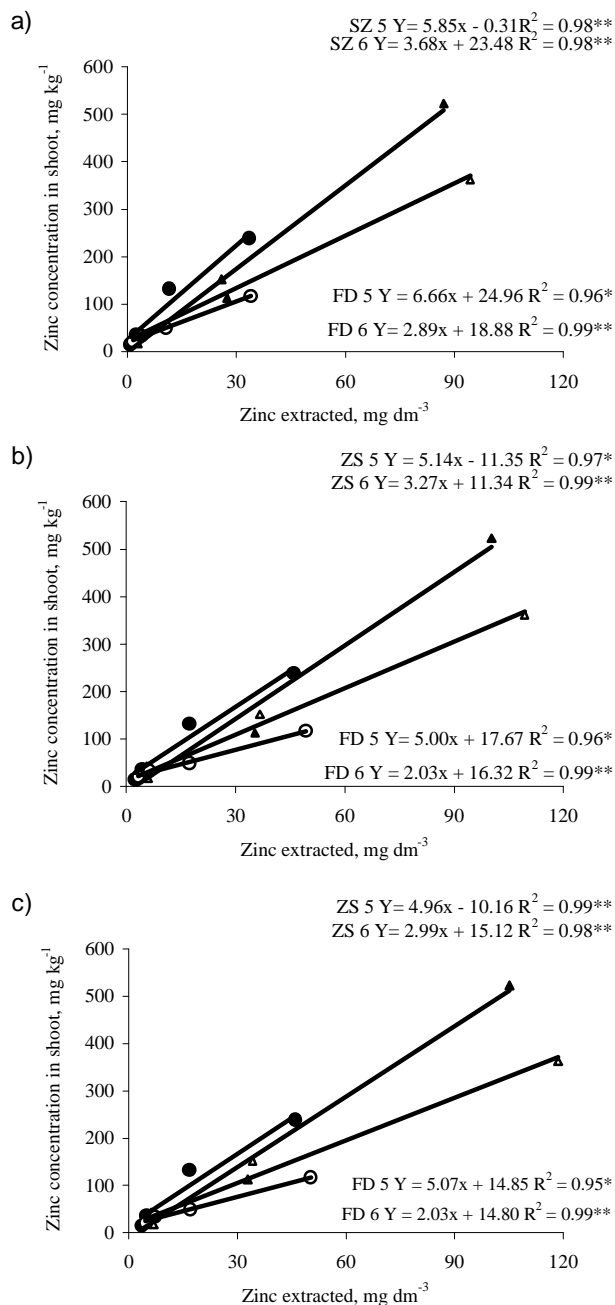 a)
SZ 5 Y = 5.85x - 0.31R² = 0.98**
SZ 6 Y = 3.68x + 23.48 R² = 0.98**
600
500
400
300
200
100
0
Zinc concentration in shoot, mg kg⁻¹
FD 5 Y = 6.66x + 24.96 R² = 0.96*
FD 6 Y = 2.89x + 18.88 R² = 0.99**
0 30 60 90 120
Zinc extracted, mg dm⁻³
b)
ZS 5 Y = 5.14x - 11.35 R² = 0.97*
ZS 6 Y = 3.27x + 11.34 R² = 0.99**
600
500
400
300
200
100
0
Zinc concentration in shoot, mg kg⁻¹
FD 5 Y = 5.00x + 17.67 R² = 0.96*
FD 6 Y = 2.03x + 16.32 R² = 0.99**
0 30 60 90 120
Zinc extracted, mg dm⁻³
c)
ZS 5 Y= 4.96x - 10.16 R² = 0.99**
ZS 6 Y= 2.99x + 15.12 R² = 0.98**
600
500
400
300
200
100
0
Zinc concentration in shoot, mg kg⁻¹
FD 5 Y = 5.07x + 14.85 R² = 0.95*
FD 6 Y = 2.03x + 14.80 R² = 0.99**
0 30 60 90 120
Zinc extracted, mg dm⁻³